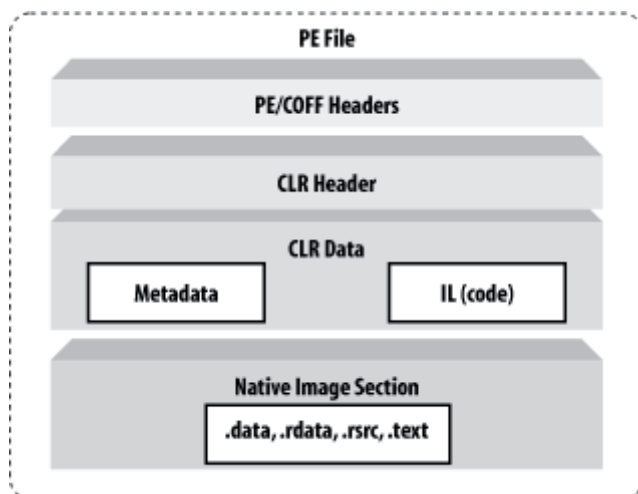 PE File
PE/COFF Headers
CLR Header
CLR Data
Metadata
IL (code)
Native Image Section
.data, .rdata, .rsrc, .text